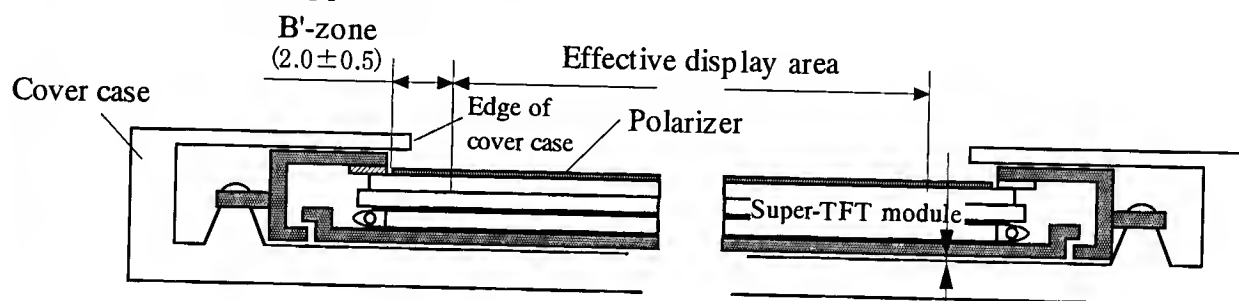 B'-zone
(2.0±0.5)
Effective display area
Cover case
Edge of
cover case
Polarizer
Super-TFT module